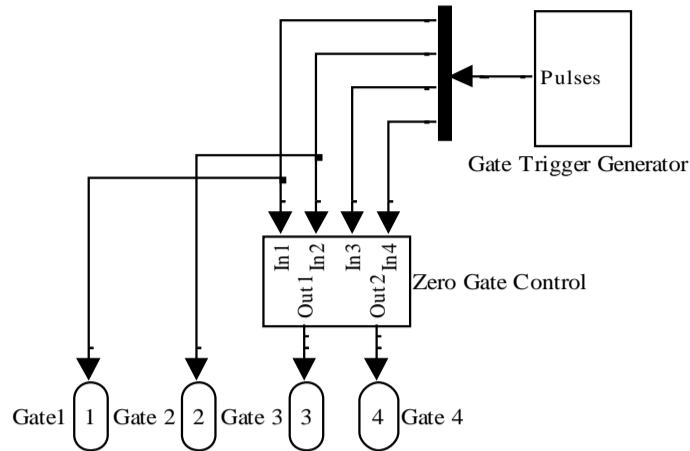 Pulses
Gate Trigger Generator
In1
In2
In3
In4
Out1
Out2
Zero Gate Control
Gate1
1
Gate 2
2
Gate 3
3
4
Gate 4